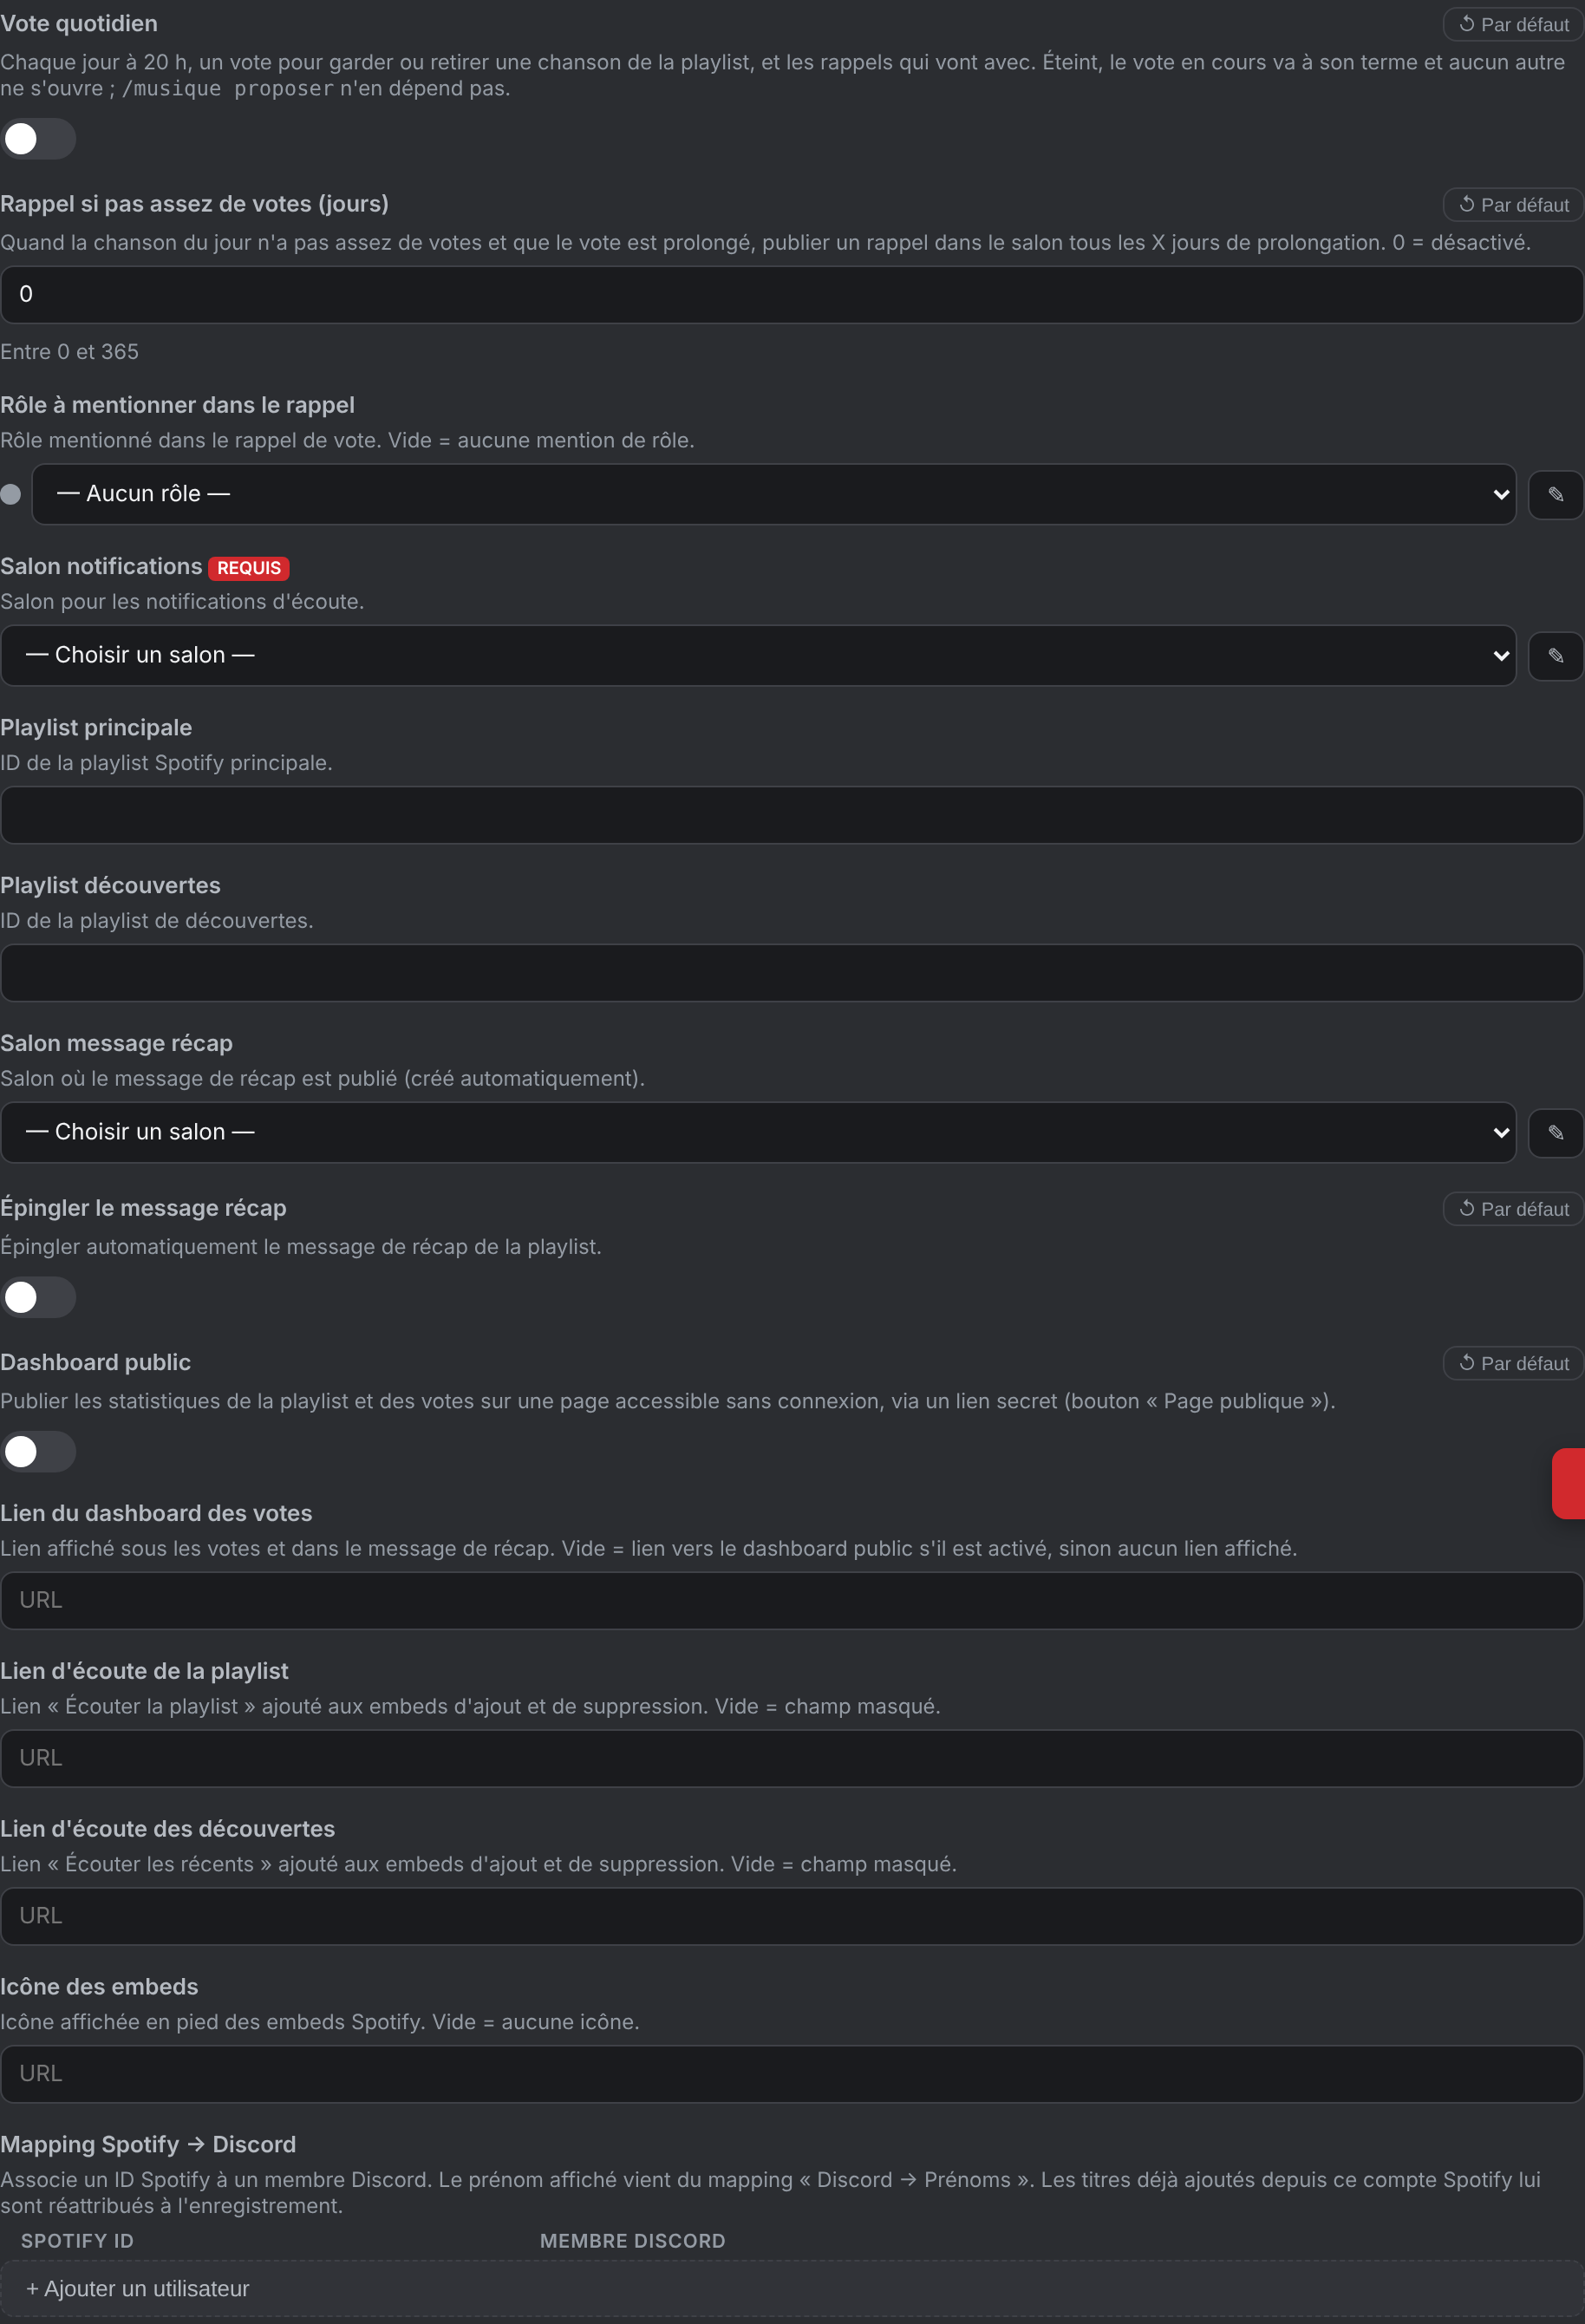 Vote quotidien
Par défaut
Chaque jour à 20 h, un vote pour garder ou retirer une chanson de la playlist, et les rappels qui vont avec. Éteint, le vote en cours va à son terme et aucun autre
ne s'ouvre ; /musique proposer n'en dépend pas.
Rappel si pas assez de votes (jours)
Par défaut
Quand la chanson du jour n'a pas assez de votes et que le vote est prolongé, publier un rappel dans le salon tous les X jours de prolongation. 0 = désactivé.
0
Entre 0 et 365
Rôle à mentionner dans le rappel
Rôle mentionné dans le rappel de vote. Vide = aucune mention de rôle.
— Aucun rôle —
Salon notifications REQUIS
Salon pour les notifications d'écoute.
— Choisir un salon —
Playlist principale
ID de la playlist Spotify principale.
Playlist découvertes
ID de la playlist de découvertes.
Salon message récap
Salon où le message de récap est publié (créé automatiquement).
— Choisir un salon —
Épingler le message récap
Par défaut
Épingler automatiquement le message de récap de la playlist.
Dashboard public
Par défaut
Publier les statistiques de la playlist et des votes sur une page accessible sans connexion, via un lien secret (bouton « Page publique »).
Lien du dashboard des votes
Lien affiché sous les votes et dans le message de récap. Vide = lien vers le dashboard public s'il est activé, sinon aucun lien affiché.
URL
Lien d'écoute de la playlist
Lien « Écouter la playlist » ajouté aux embeds d'ajout et de suppression. Vide = champ masqué.
URL
Lien d'écoute des découvertes
Lien « Écouter les récents » ajouté aux embeds d'ajout et de suppression. Vide = champ masqué.
URL
Icône des embeds
Icône affichée en pied des embeds Spotify. Vide = aucune icône.
URL
Mapping Spotify → Discord
Associe un ID Spotify à un membre Discord. Le prénom affiché vient du mapping « Discord → Prénoms ». Les titres déjà ajoutés depuis ce compte Spotify lui
sont réattribués à l'enregistrement.
SPOTIFY ID
MEMBRE DISCORD
+ Ajouter un utilisateur